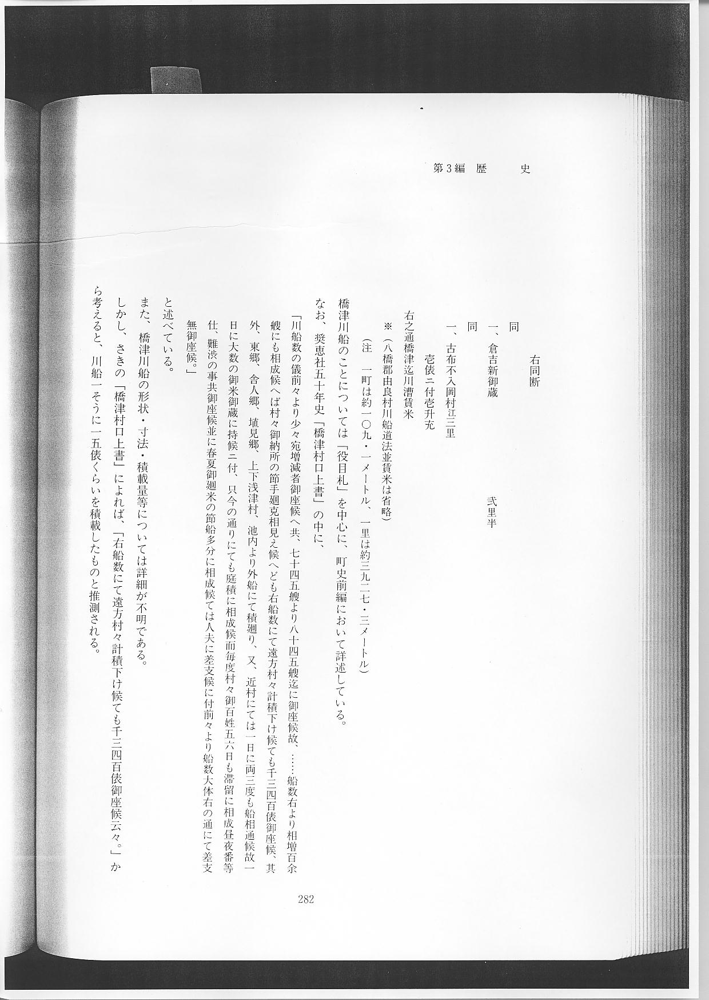 第3編 歴 史
右同断
同
一、倉吉新御蔵 弐里半
同
一、古布不入岡村江三里
壱俵ニ付壱升充
右之通橋津迄川漕賃米
※(八橋郡由良村川船道法並賃米は省略)
(注 一町は約一〇九・一メートル、一里は約三九二七・三メートル)
橋津川船のことについては「役目札」を中心に、町史前編において詳述している。
なお、奨恵社五十年史「橋津村口上書」の中に、
「川船数の儀前々より少々宛増減者御座候へ共、七十四五艘より八十四五艘迄に御座候故、……船数右より相増百余
艘にも相成候へば村々御納所の節手廻克相見え候へども右船数にて遠方村々計積下け候ても千三四百俵御座候、其
外、東郷、舎人郷、埴見郷、上下浅津村、池内より外船にて積廻り、又、近村にては一日に両三度も船相通候故一
日に大数の御米御蔵に持候ニ付、只今の通りにても庭積に相成候而毎度村々御百姓五六日も滞留に相成昼夜番等
仕、難渋の事共御座候並に春夏御廻米の節船多分に相成候ては人夫に差支候に付前々より船数大体右の通にて差支
無御座候。」
と述べている。
また、橋津川船の形状・寸法・積載量等については詳細が不明である。
しかし、さきの「橋津村口上書」によれば、「右船数にて遠方村々計積下け候ても千三四百俵御座候云々。」か
ら考えると、川船一そうに一五俵くらいを積載したものと推測される。
282